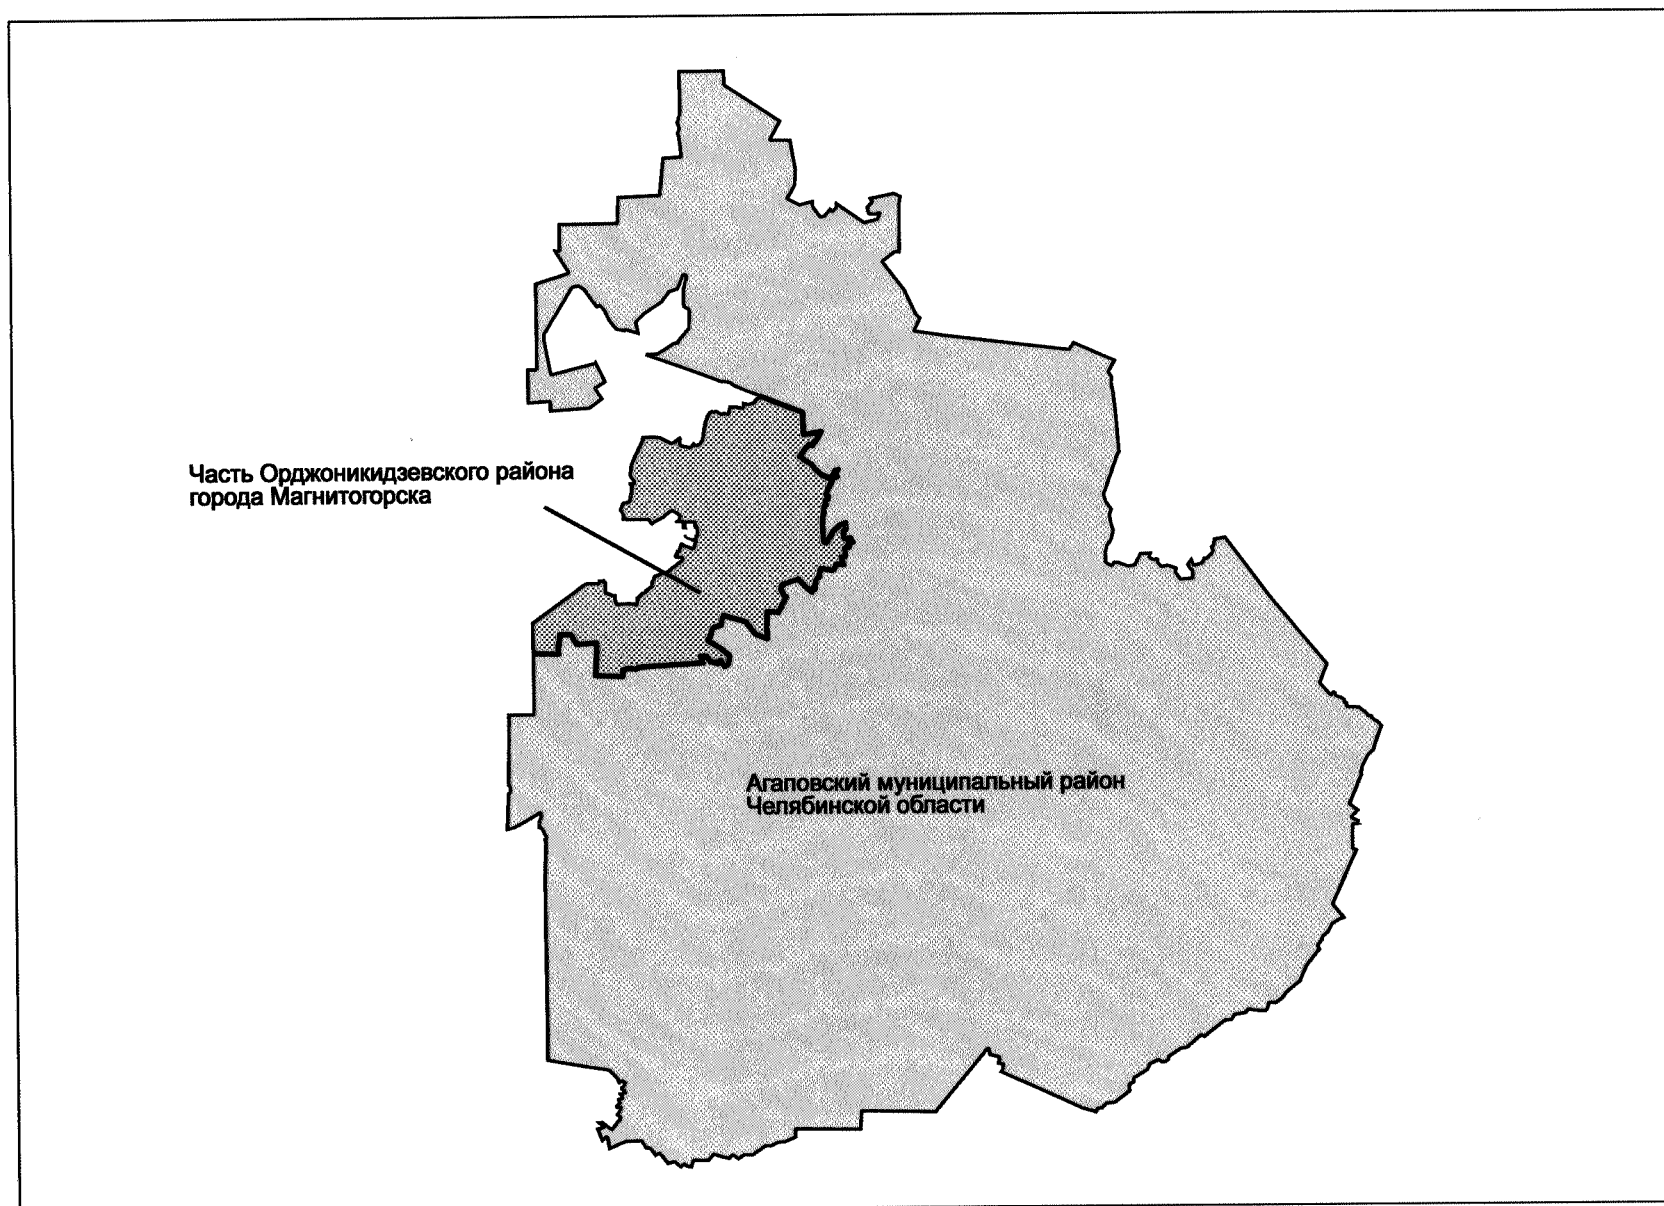 Часть Орджоникидзевского района
города Магнитогорска
Агаповский муниципальный район
Челябинской области